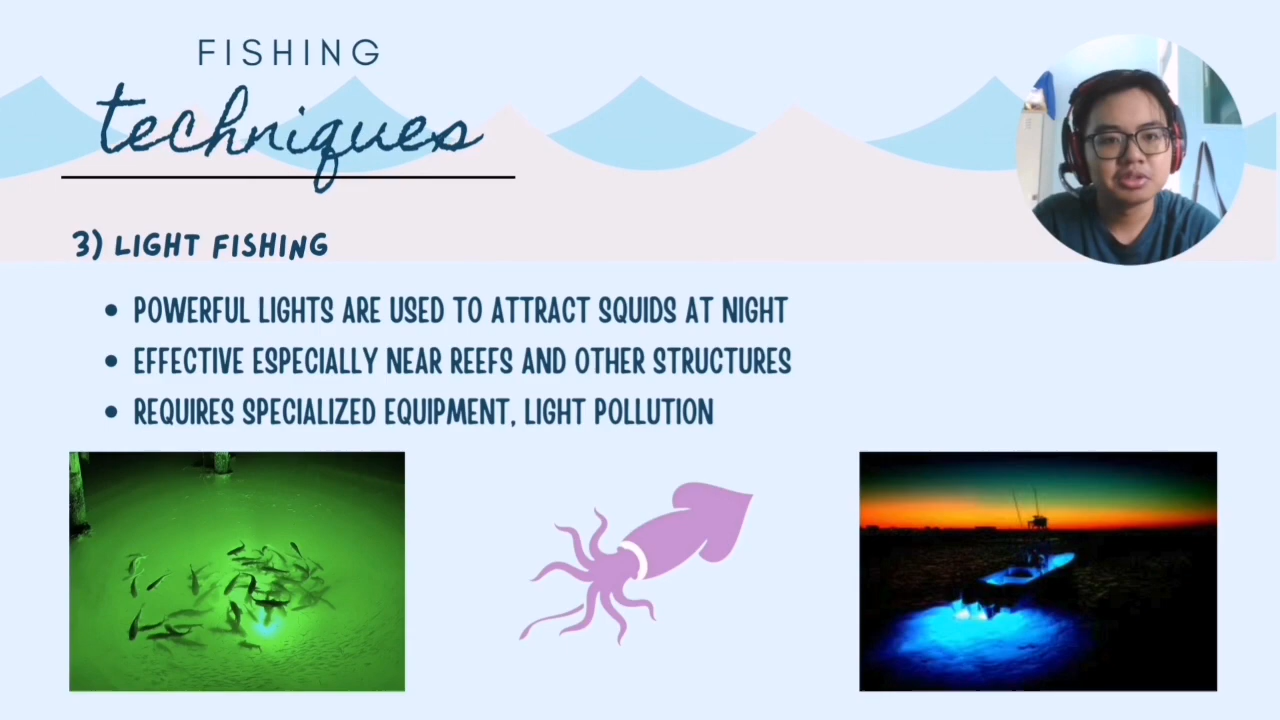 FISHING
techniques
3) LIGHT FISHING
• POWERFUL LIGHTS ARE USED TO ATTRACT SQUIDS AT NIGHT
• EFFECTIVE ESPECIALLY NEAR REEFS AND OTHER STRUCTURES
• REQUIRES SPECIALIZED EQUIPMENT, LIGHT POLLUTION